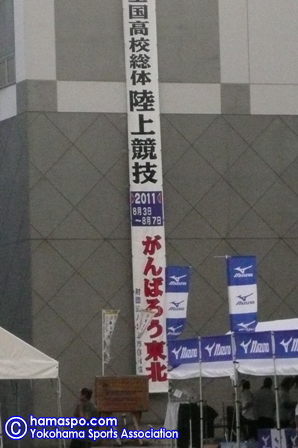 全国高校総体 陸上競技
2011
8月3日
～8月7日
がんばろう東北
MIZUNO
MIZUNO
MIZUNO
MIZUNO
© hamaspo.com
Yokohama Sports Association